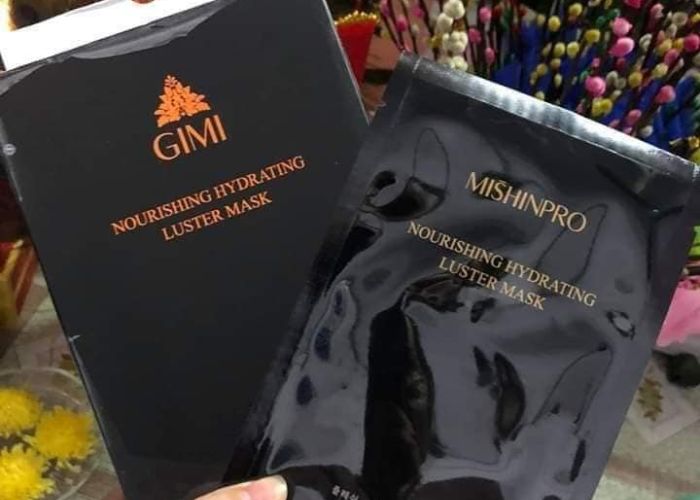 GIMI
NOURISHING HYDRATING
LUSTER MASK
MISHINPRO
NOURISHING HYDRATING
LUSTER MASK